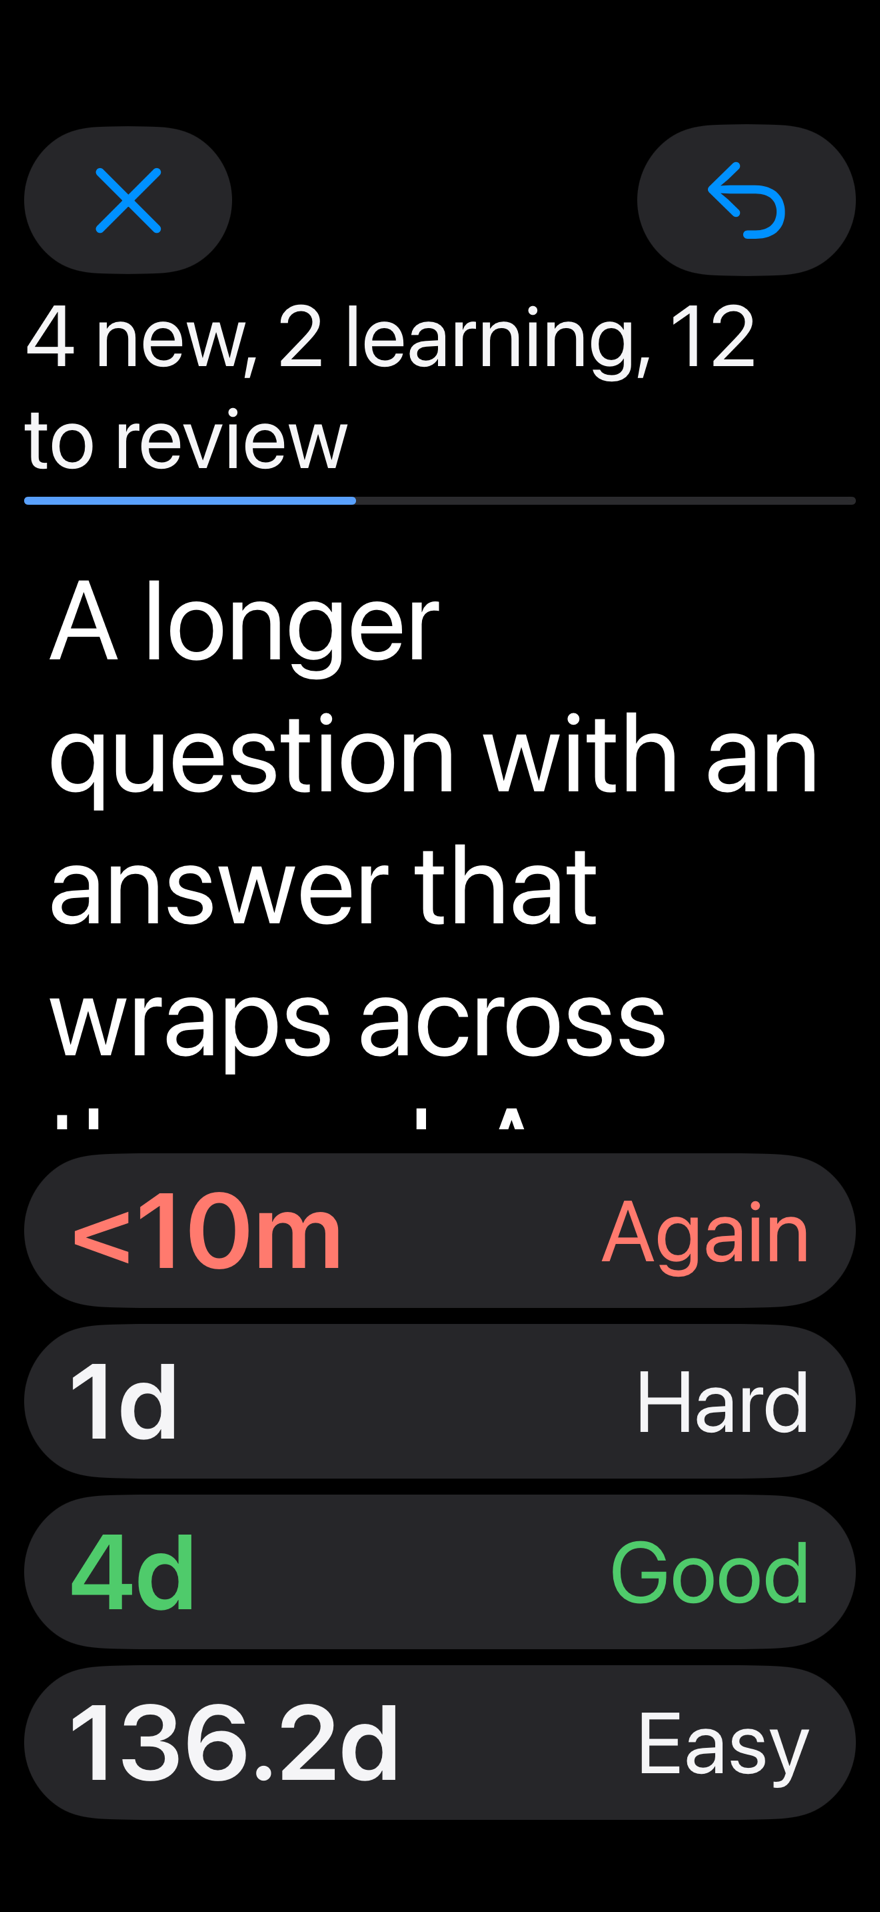 4 new, 2 learning, 12
to review
A longer
question with an
answer that
wraps across
<10m Again
1d Hard
4d Good
136.2d Easy